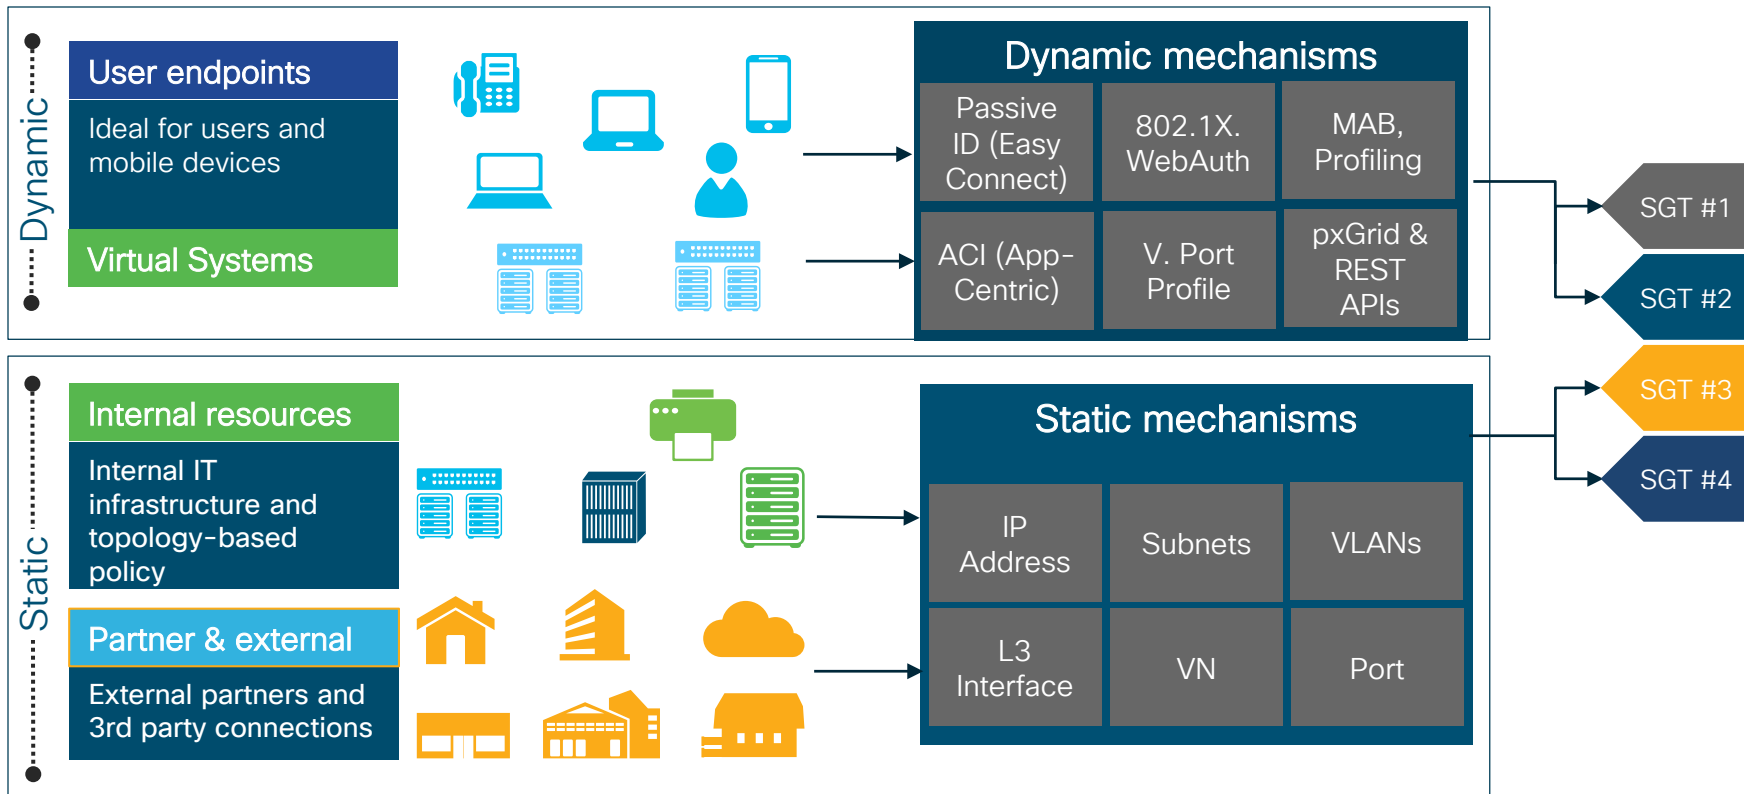 Dynamic
User endpoints
Ideal for users and
mobile devices
Virtual Systems
Dynamic mechanisms
Passive
ID (Easy
Connect)
802.1X.
WebAuth
MAB,
Profiling
ACI (App-
Centric)
V. Port
Profile
pxGrid &
REST
APIs
SGT #1
SGT #2
SGT #3
SGT #4
Static
Internal resources
Internal IT
infrastructure and
topology-based
policy
Partner & external
External partners and
3rd party connections
Static mechanisms
IP
Address
Subnets
VLANs
L3
Interface
VN
Port